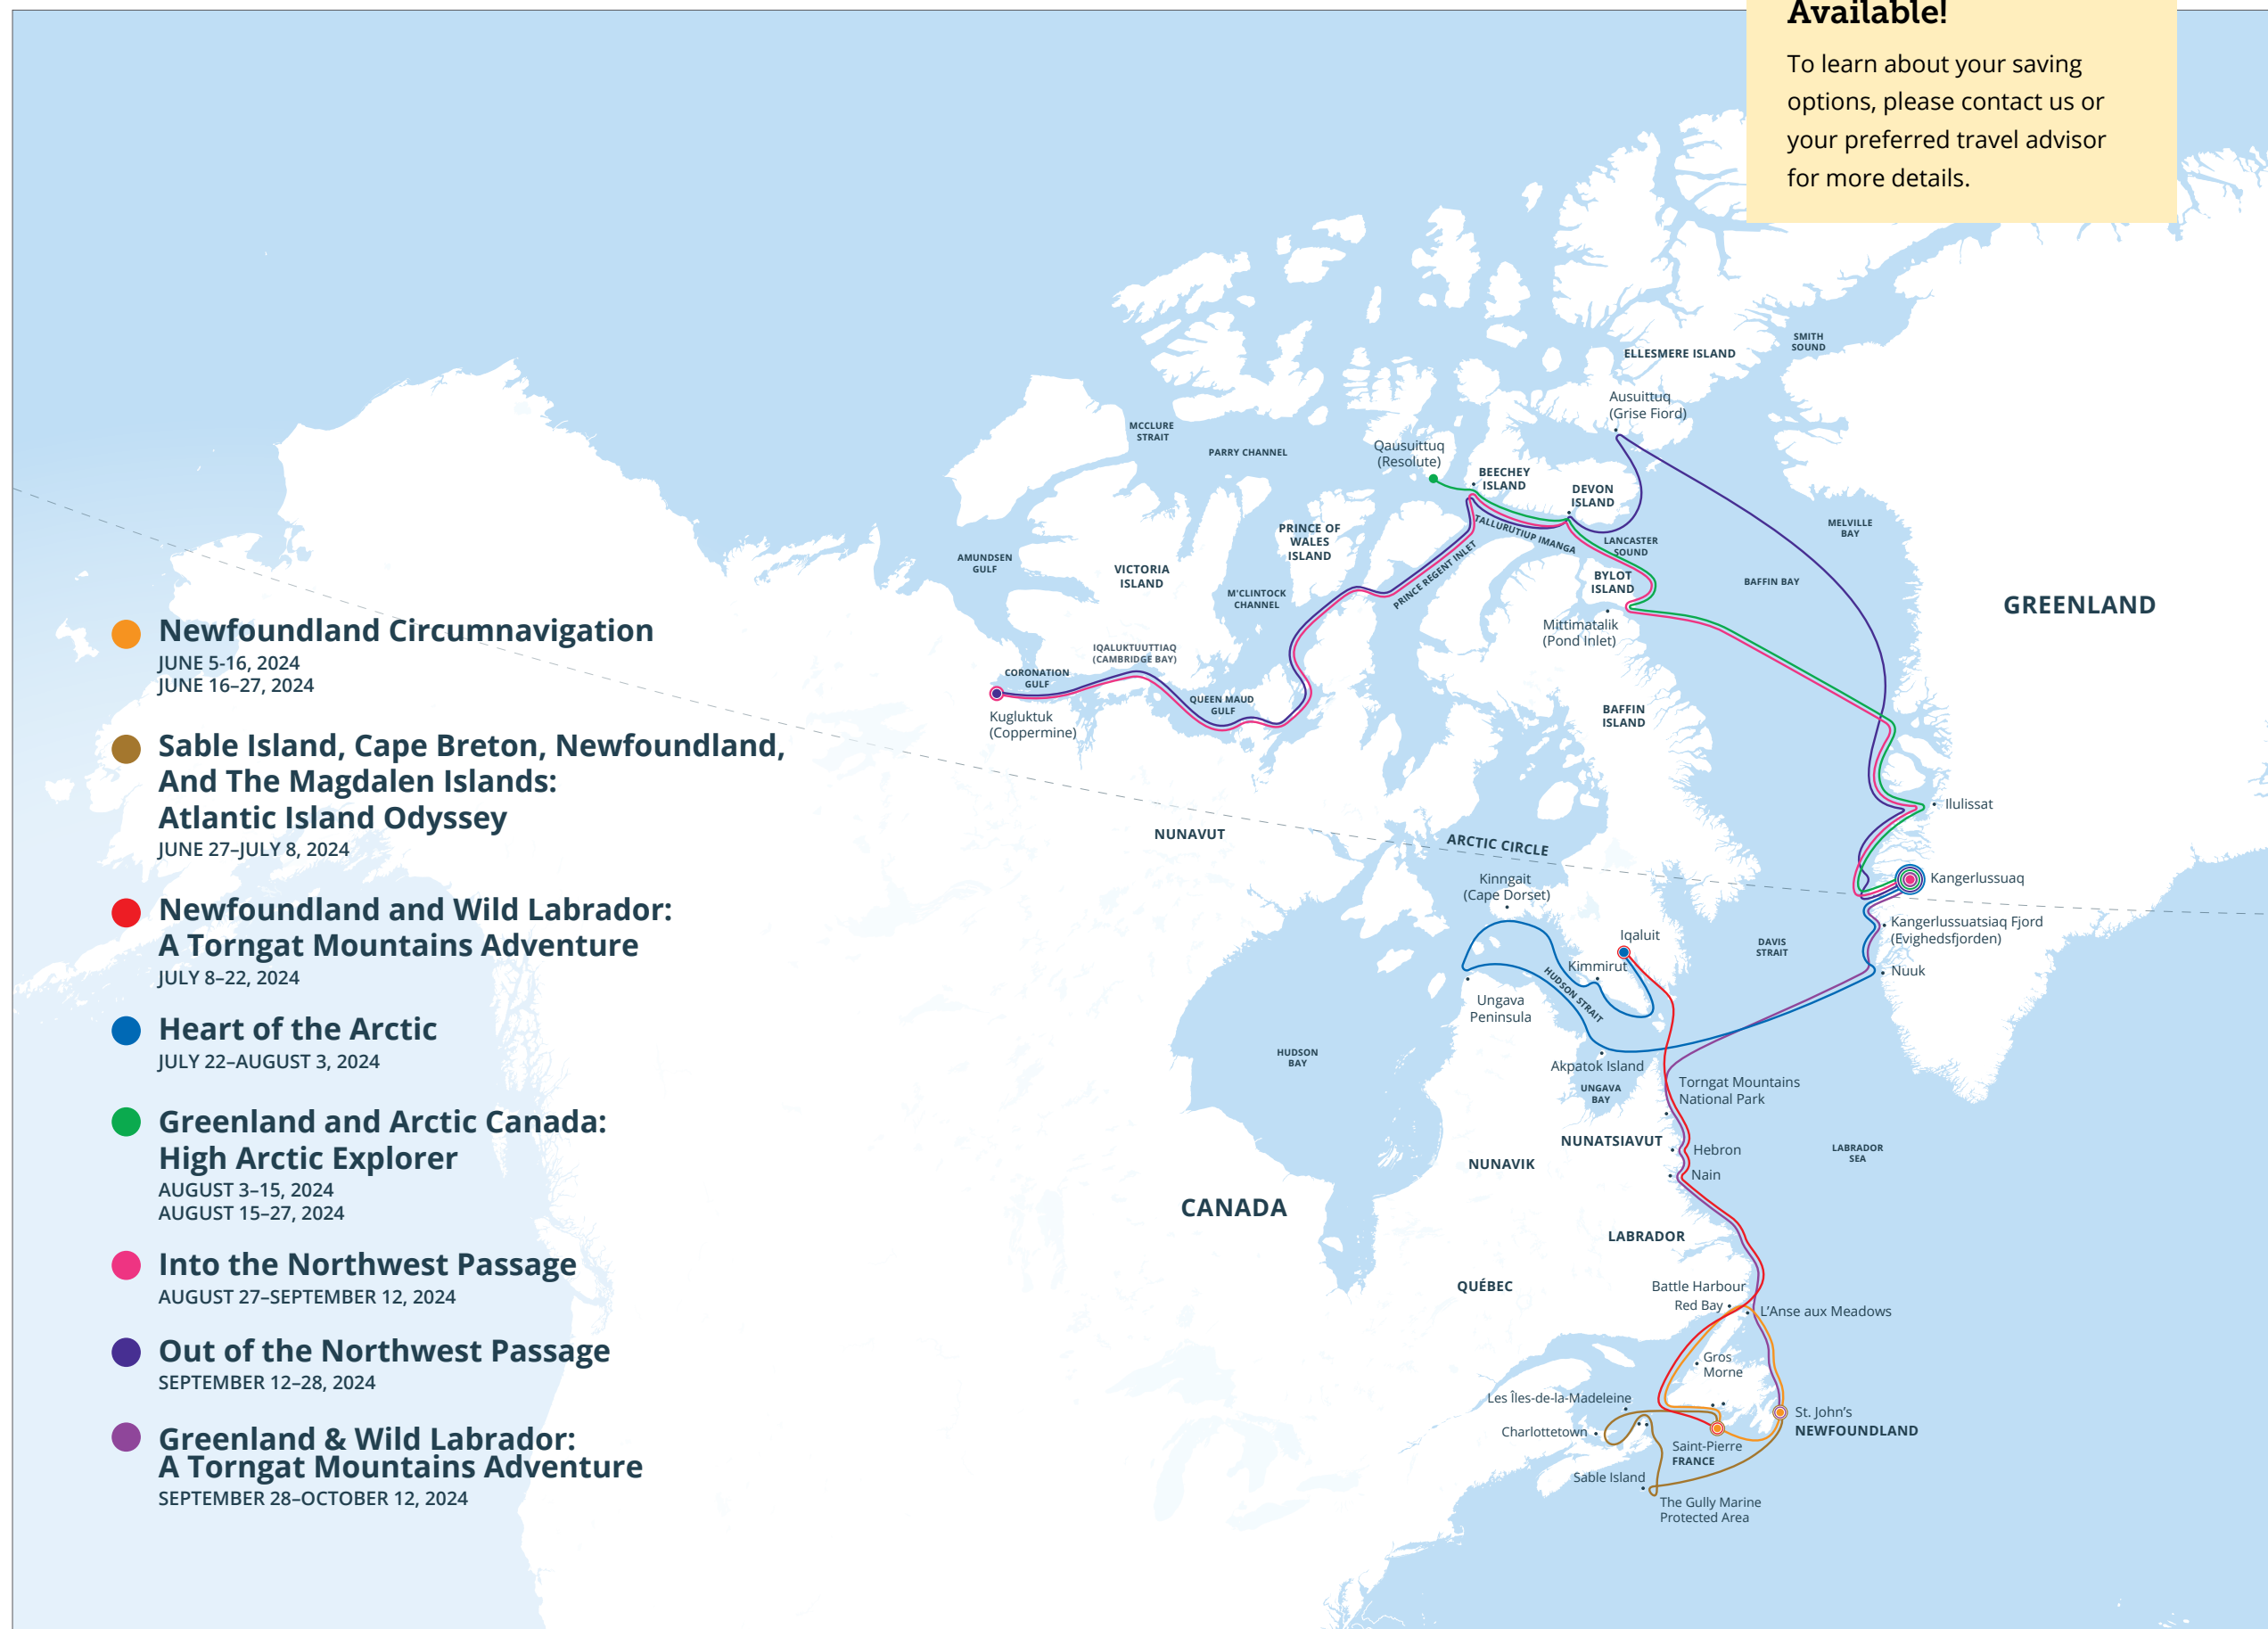 Available!
To learn about your saving
options, please contact us or
your preferred travel advisor
for more details.
Newfoundland Circumnavigation
JUNE 5-16, 2024
JUNE 16–27, 2024
Sable Island, Cape Breton, Newfoundland,
And The Magdalen Islands:
Atlantic Island Odyssey
JUNE 27–JULY 8, 2024
Newfoundland and Wild Labrador:
A Torngat Mountains Adventure
JULY 8–22, 2024
Heart of the Arctic
JULY 22–AUGUST 3, 2024
Greenland and Arctic Canada:
High Arctic Explorer
AUGUST 3–15, 2024
AUGUST 15–27, 2024
Into the Northwest Passage
AUGUST 27–SEPTEMBER 12, 2024
Out of the Northwest Passage
SEPTEMBER 12–28, 2024
Greenland & Wild Labrador:
A Torngat Mountains Adventure
SEPTEMBER 28–OCTOBER 12, 2024
SMITH
SOUND
ELLESMERE ISLAND
Ausuittuq
(Grise Fiord)
MCCLURE
STRAIT
PARRY CHANNEL
Qausuittuq
(Resolute)
BEECHEY
ISLAND
DEVON
ISLAND
TALLURUTIUP IMANGA
LANCASTER
SOUND
MELVILLE
BAY
PRINCE OF
WALES
ISLAND
AMUNDSEN
GULF
VICTORIA
ISLAND
M'CLINTOCK
CHANNEL
PRINCE REGENT INLET
BYLOT
ISLAND
BAFFIN BAY
GREENLAND
Mittimatalik
(Pond Inlet)
IQALUKTUUTTIAQ
(CAMBRIDGE BAY)
CORONATION
GULF
QUEEN MAUD
GULF
Kugluktuk
(Coppermine)
BAFFIN
ISLAND
Ilulissat
NUNAVUT
ARCTIC CIRCLE
Kinngait
(Cape Dorset)
Kangerlussuaq
Kangerlussuatsiaq Fjord
(Evighedsfjorden)
Iqaluit
DAVIS
STRAIT
Kimmirut
HUDSON STRAIT
Nuuk
Ungava
Peninsula
HUDSON
BAY
Akpatok Island
UNGAVA
BAY
Torngat Mountains
National Park
NUNATSIAVUT
Hebron
LABRADOR
SEA
NUNAVIK
Nain
CANADA
LABRADOR
QUÉBEC
Battle Harbour
Red Bay
L'Anse aux Meadows
Gros
Morne
Les Îles-de-la-Madeleine
St. John's
NEWFOUNDLAND
Charlottetown
Saint-Pierre
FRANCE
Sable Island
The Gully Marine
Protected Area